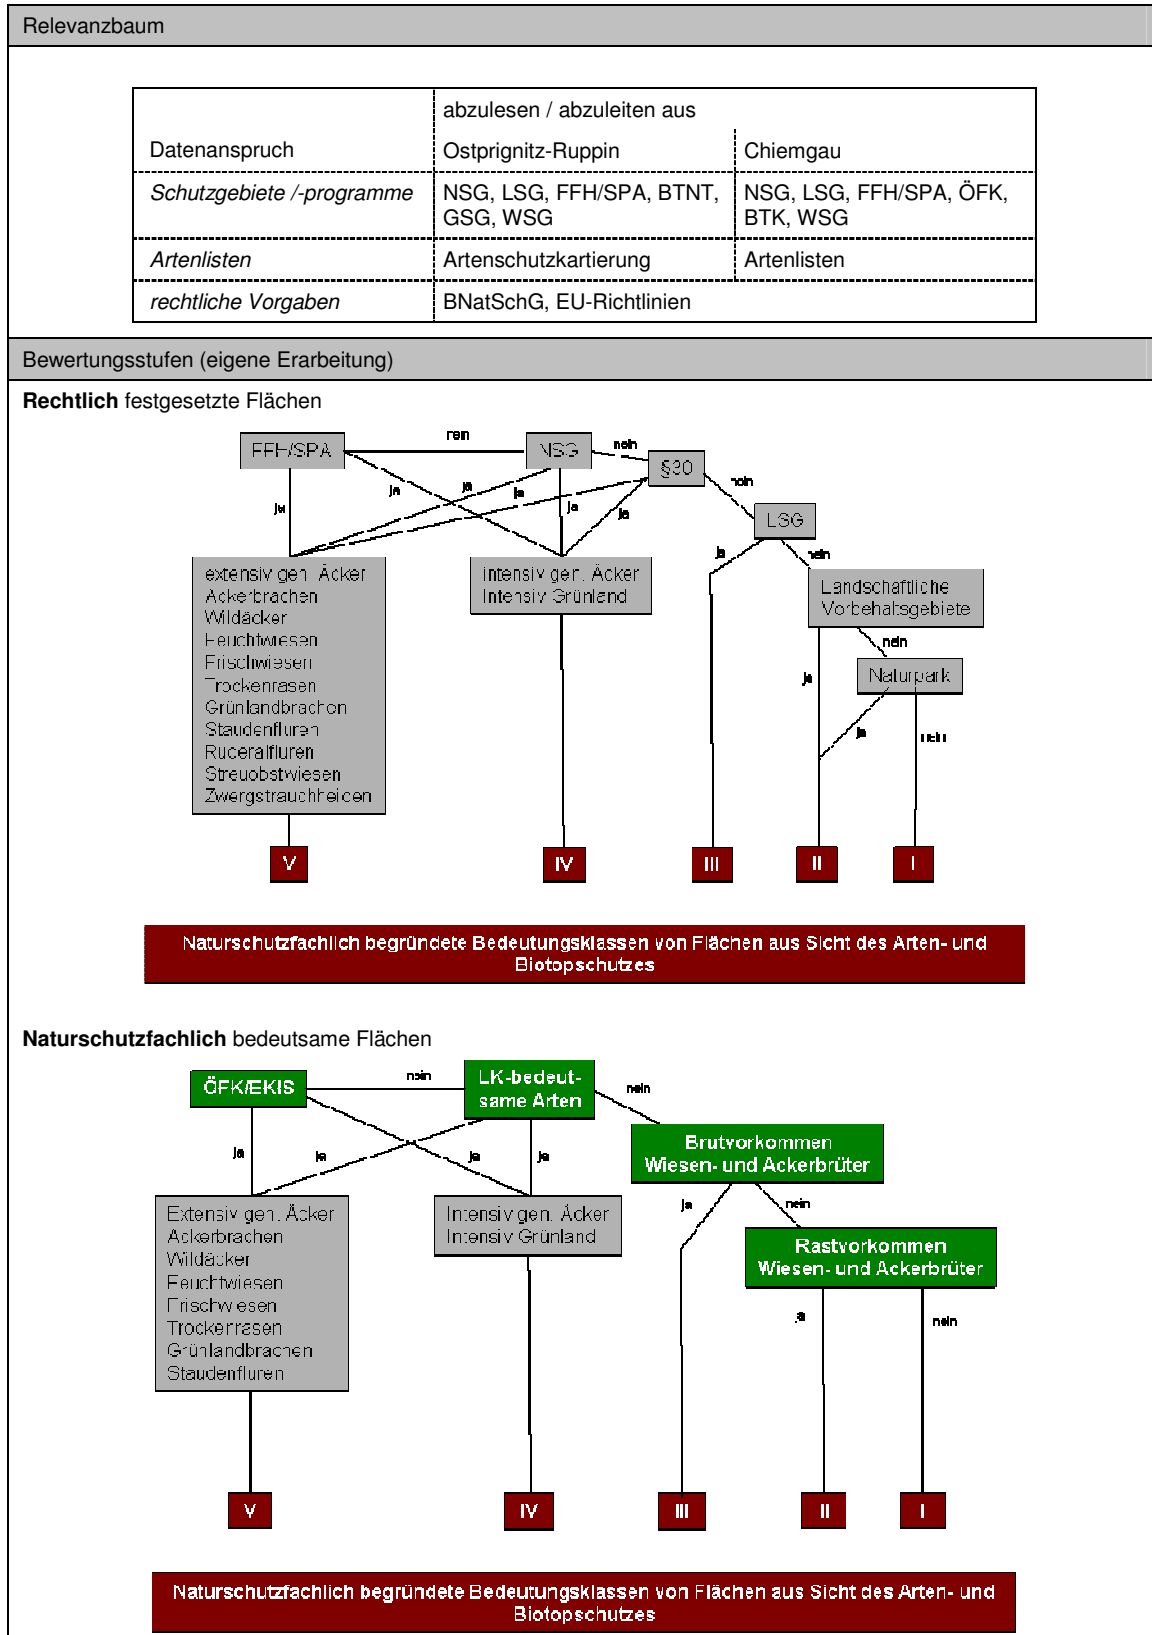 Relevanzbaum
abzulesen / abzuleiten aus
Datenanspruch
Ostprignitz-Ruppin
Chiemgau
Schutzgebiete /-programme
NSG, LSG, FFH/SPA, BTNT,
GSG, WSG
NSG, LSG, FFH/SPA, ÖFK,
BTK, WSG
Artenlisten
Artenschutzkartierung
Artenlisten
rechtliche Vorgaben
BNatSchG, EU-Richtlinien
Bewertungsstufen (eigene Erarbeitung)
Rechtlich festgesetzte Flächen
FFH/SPA
nein
NSG
nein
§30
nein
LSG
ja
ja
ja
ja
ja
ja
ja
nein
extensiv gen. Äcker
Ackerbrachen
Wildäcker
Feuchtwiesen
Frischwiesen
Trockenrasen
Grünlandbrachen
Staudenfluren
Ruderalfluren
Streuobstwiesen
Zwergstrauchheiden
intensiv gen. Äcker
Intensiv Grünland
Landschaftliche
Vorbehaltsgebiete
nein
ja
Naturpark
ja
nein
V
IV
III
II
I
Naturschutzfachlich begründete Bedeutungsklassen von Flächen aus Sicht des Arten- und
Biotopschutzes
Naturschutzfachlich bedeutsame Flächen
ÖFK/EKIS
nein
LK-bedeut-
same Arten
nein
Brutvorkommen
Wiesen- und Ackerbrüter
ja
ja
ja
ja
ja
nein
Extensiv gen. Äcker
Ackerbrachen
Wildäcker
Feuchtwiesen
Frischwiesen
Trockenrasen
Grünlandbrachen
Staudenfluren
Intensiv gen. Äcker
Intensiv Grünland
Rastvorkommen
Wiesen- und Ackerbrüter
ja
nein
V
IV
III
II
I
Naturschutzfachlich begründete Bedeutungsklassen von Flächen aus Sicht des Arten- und
Biotopschutzes